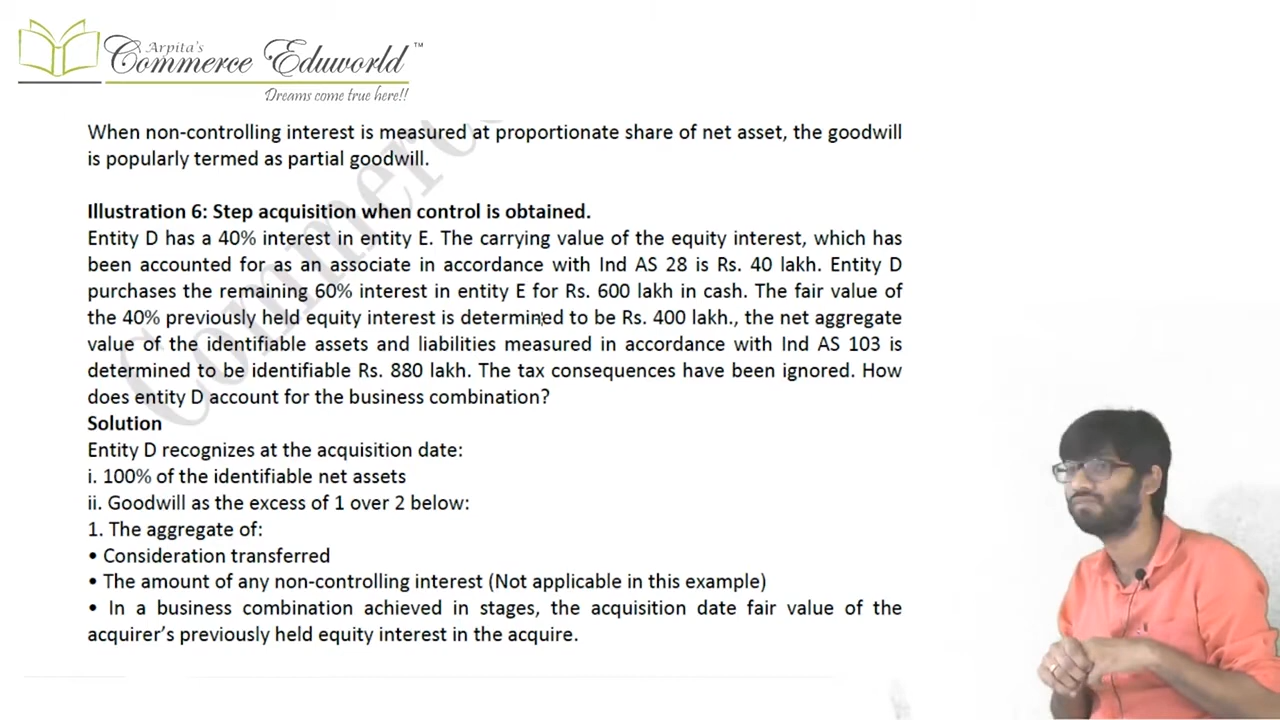 Arpita's
Commerce Eduworld™
Dreams come true here!!
When non-controlling interest is measured at proportionate share of net asset, the goodwill
is popularly termed as partial goodwill.
Illustration 6: Step acquisition when control is obtained.
Entity D has a 40% interest in entity E. The carrying value of the equity interest, which has
been accounted for as an associate in accordance with Ind AS 28 is Rs. 40 lakh. Entity D
purchases the remaining 60% interest in entity E for Rs. 600 lakh in cash. The fair value of
the 40% previously held equity interest is determined to be Rs. 400 lakh., the net aggregate
value of the identifiable assets and liabilities measured in accordance with Ind AS 103 is
determined to be identifiable Rs. 880 lakh. The tax consequences have been ignored. How
does entity D account for the business combination?
Solution
Entity D recognizes at the acquisition date:
i. 100% of the identifiable net assets
ii. Goodwill as the excess of 1 over 2 below:
1. The aggregate of:
• Consideration transferred
• The amount of any non-controlling interest (Not applicable in this example)
• In a business combination achieved in stages, the acquisition date fair value of the
acquirer's previously held equity interest in the acquire.
Commerce